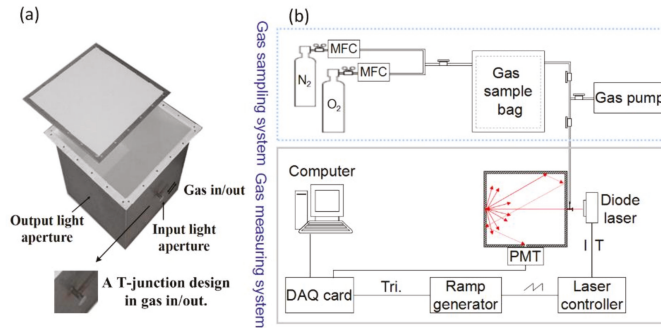 (a)
Gas in/out
Output light
aperture
Input light
aperture
A T-junction design
in gas in/out.
(b)
Gas sampling system
MFC
N2
MFC
O2
Gas
sample
bag
Gas pump
Gas measuring system
Computer
Diode
laser
I T
PMT
DAQ card
Tri.
Ramp
generator
Laser
controller